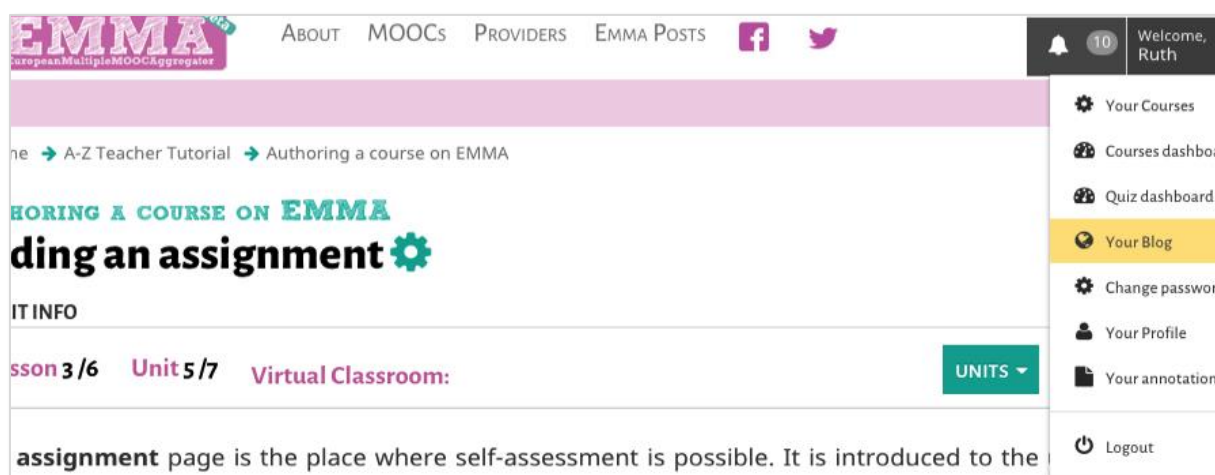 EMMA beta
EuropeanMultipleMOOCAggregator
About MOOCs Providers Emma Posts
10 Welcome,
Ruth
Your Courses
Courses dashboa
Quiz dashboard
Your Blog
Change passwor
Your Profile
Your annotation
Logout
me A-Z Teacher Tutorial Authoring a course on EMMA
HORING A COURSE ON EMMA
ding an assignment
IT INFO
sson 3 /6 Unit 5 /7 Virtual Classroom:
UNITS
assignment page is the place where self-assessment is possible. It is introduced to the